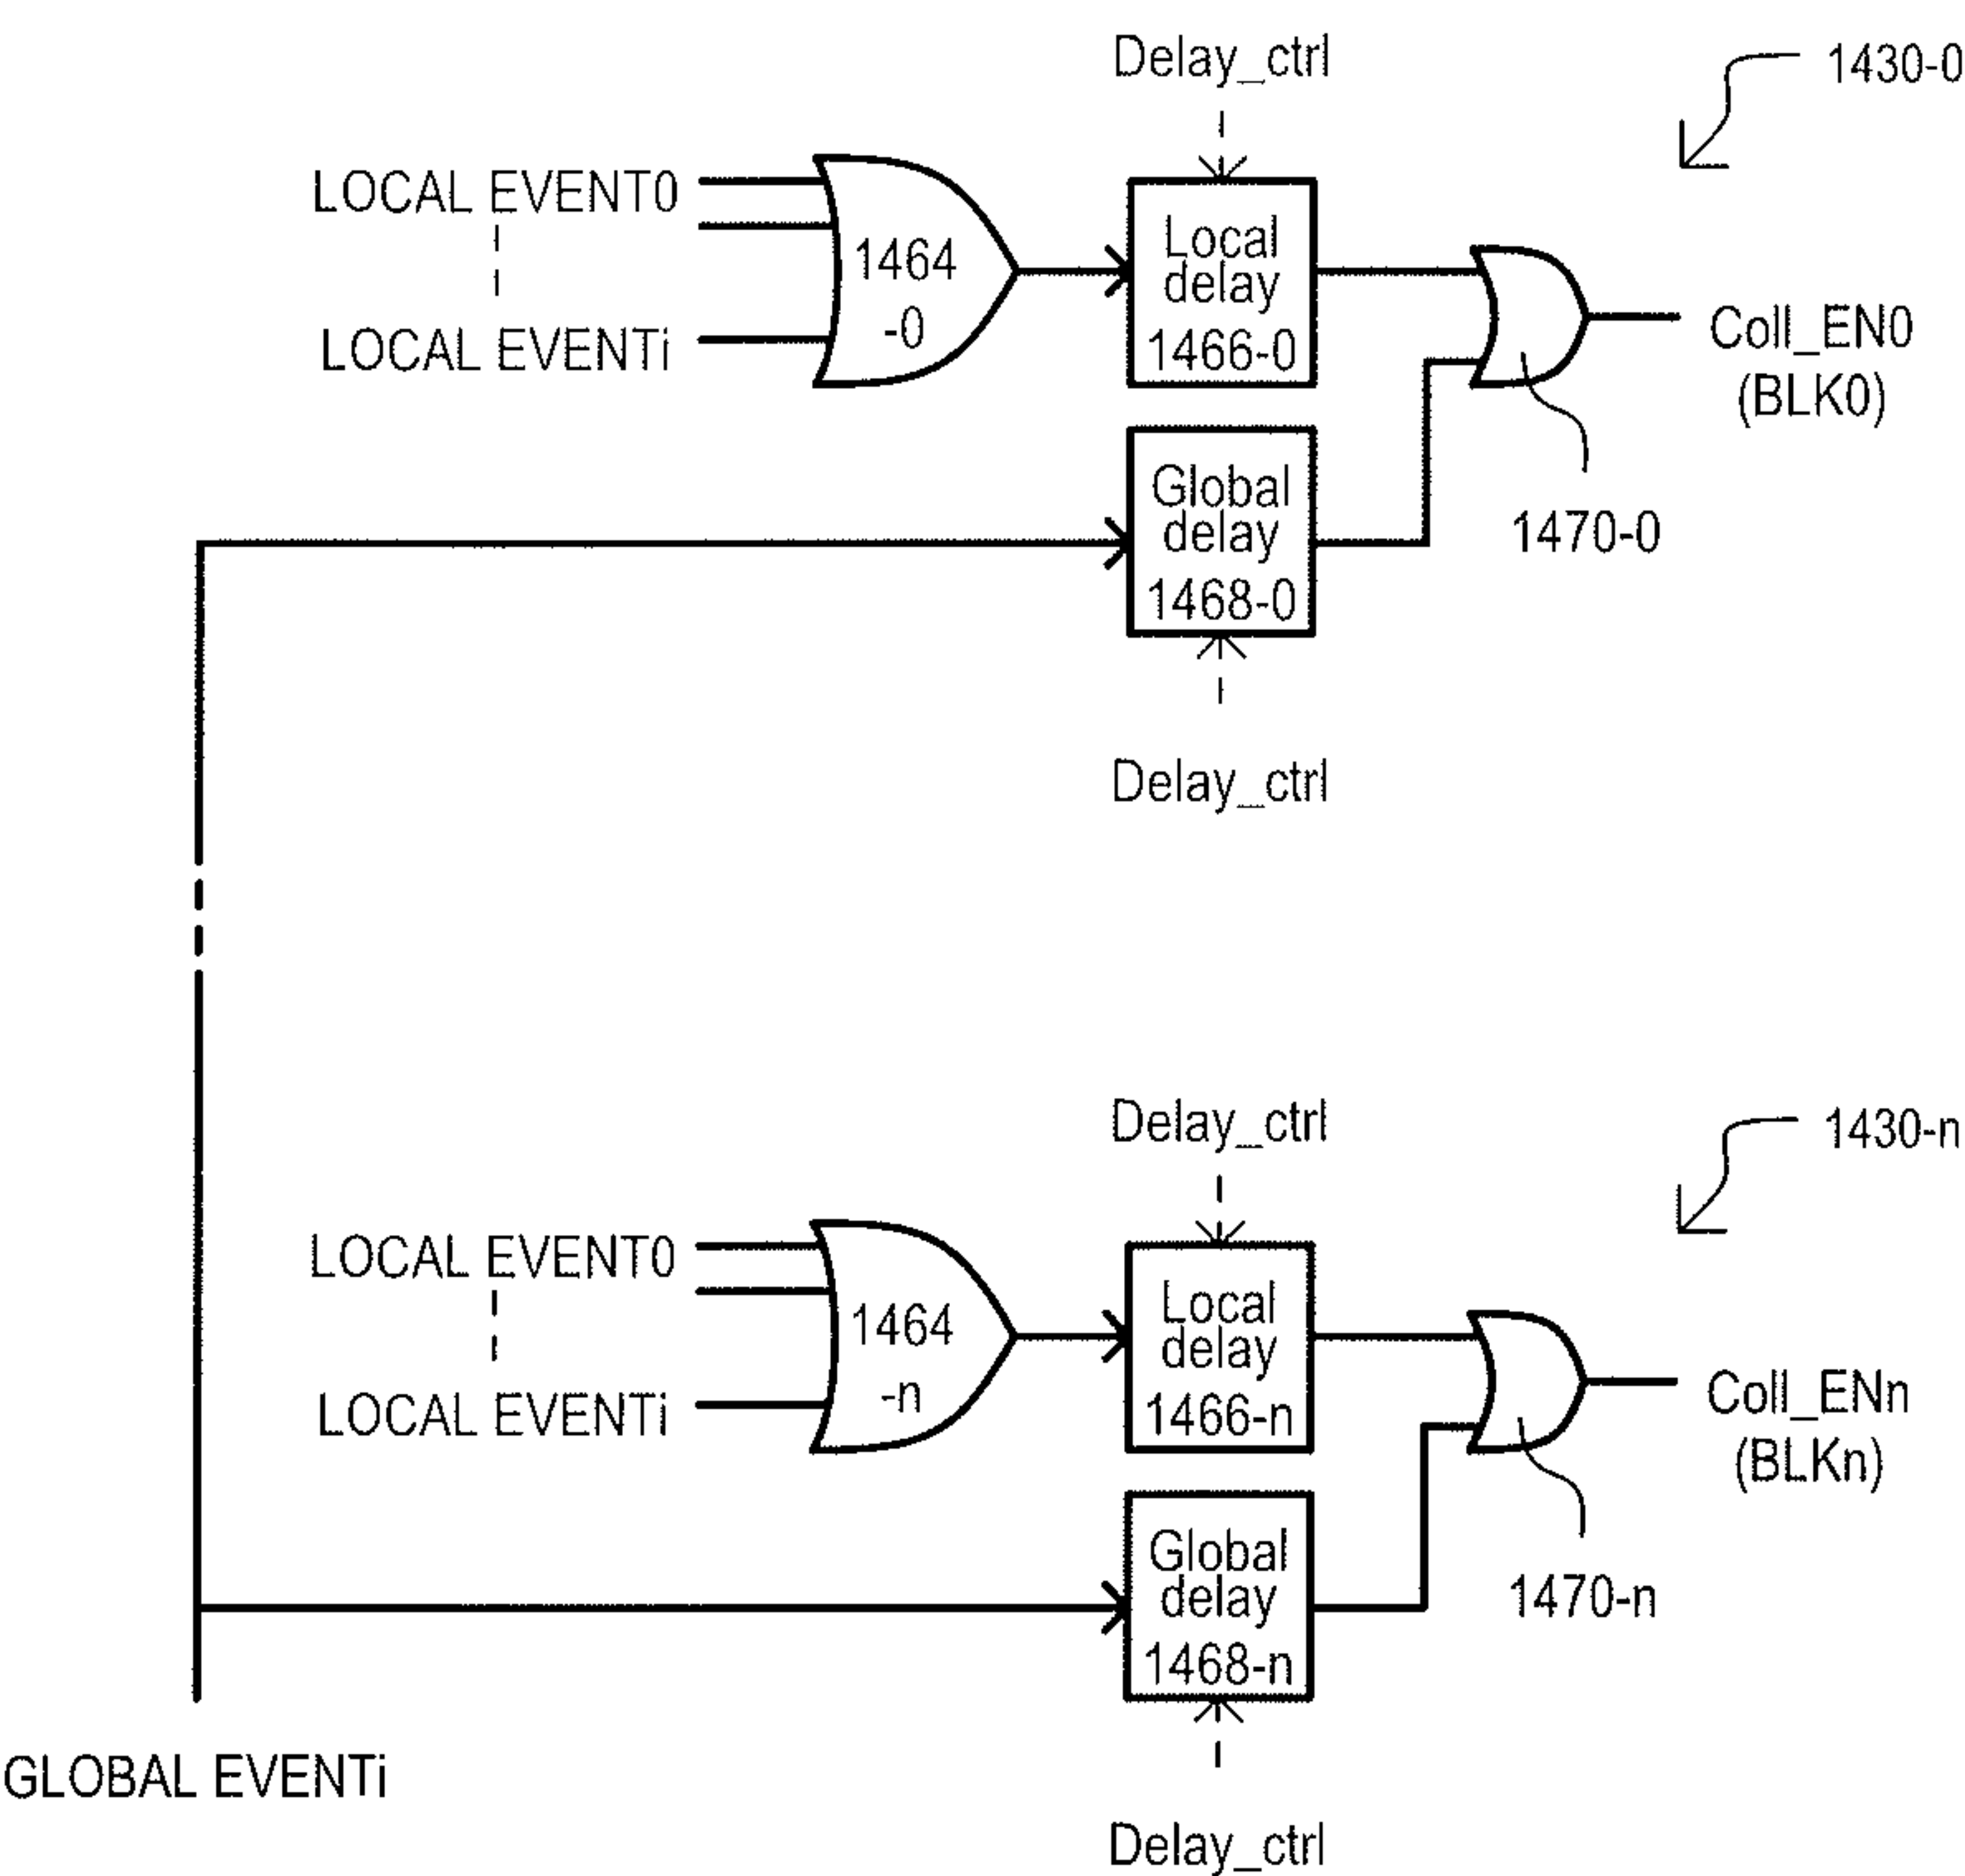 Delay_ctrl
1430-0
LOCAL EVENT0
LOCAL EVENTi
1464
-0
Local
delay
1466-0
Coll_EN0
(BLK0)
Global
delay
1468-0
1470-0
Delay_ctrl
Delay_ctrl
1430-n
LOCAL EVENT0
LOCAL EVENTi
1464
-n
Local
delay
1466-n
Coll_ENn
(BLKn)
Global
delay
1468-n
1470-n
GLOBAL EVENTi
Delay_ctrl